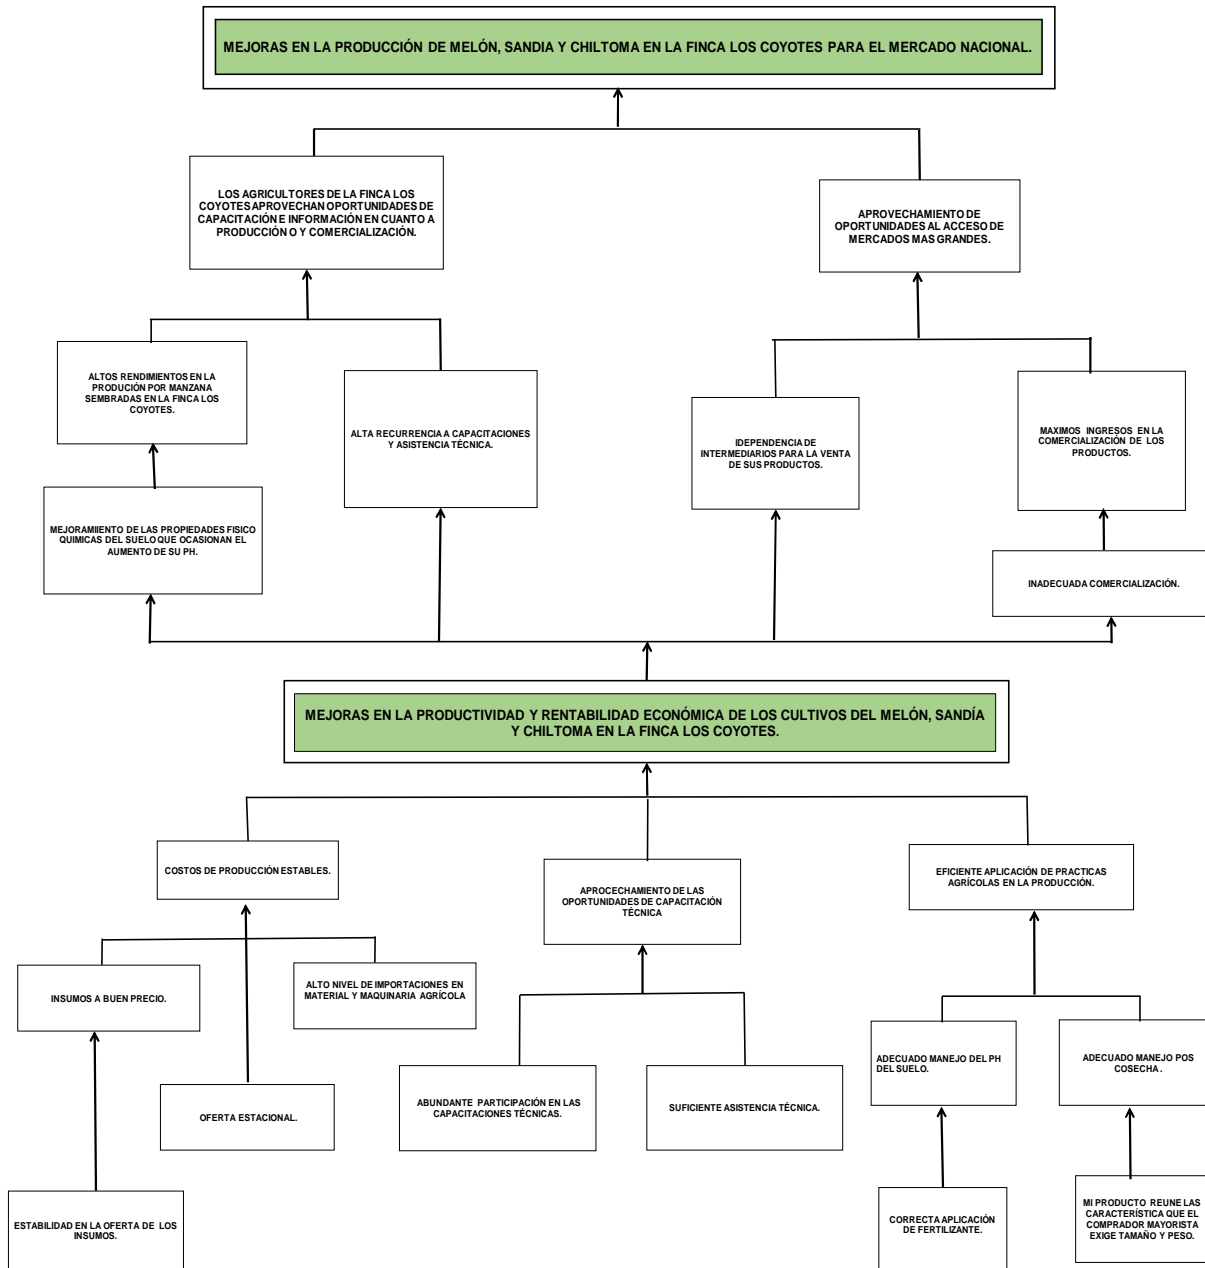 MEJORAS EN LA PRODUCCIÓN DE MELÓN, SANDIA Y CHILTOMA EN LA FINCA LOS COYOTES PARA EL MERCADO NACIONAL.
LOS AGRICULTORES DE LA FINCA LOS
COYOTES APROVECHAN OPORTUNIDADES DE
CAPACITACIÓN E INFORMACIÓN EN CUANTO A
PRODUCCIÓN O Y COMERCIALIZACIÓN.
APROVECHAMIENTO DE
OPORTUNIDADES AL ACCESO DE
MERCADOS MAS GRANDES.
ALTOS RENDIMIENTOS EN LA
PRODUCIÓN POR MANZANA
SEMBRADAS EN LA FINCA LOS
COYOTES.
ALTA RECURRENCIA A CAPACITACIONES
Y ASISTENCIA TÉCNICA.
IDEPENDENCIA DE
INTERMEDIARIOS PARA LA VENTA
DE SUS PRODUCTOS.
MAXIMOS INGRESOS EN LA
COMERCIALIZACIÓN DE LOS
PRODUCTOS.
MEJORAMIENTO DE LAS PROPIEDADES FISICO
QUIMICAS DEL SUELO QUE OCASIONAN EL
AUMENTO DE SU PH.
INADECUADA COMERCIALIZACIÓN.
MEJORAS EN LA PRODUCTIVIDAD Y RENTABILIDAD ECONÓMICA DE LOS CULTIVOS DEL MELÓN, SANDÍA
Y CHILTOMA EN LA FINCA LOS COYOTES.
COSTOS DE PRODUCCIÓN ESTABLES.
APROCECHAMIENTO DE LAS
OPORTUNIDADES DE CAPACITACIÓN
TÉCNICA
EFICIENTE APLICACIÓN DE PRACTICAS
AGRÍCOLAS EN LA PRODUCCIÓN.
INSUMOS A BUEN PRECIO.
ALTO NIVEL DE IMPORTACIONES EN
MATERIAL Y MAQUINARIA AGRÍCOLA
OFERTA ESTACIONAL.
ABUNDANTE PARTICIPACIÓN EN LAS
CAPACITACIONES TÉCNICAS.
SUFICIENTE ASISTENCIA TÉCNICA.
ADECUADO MANEJO DEL PH
DEL SUELO.
ADECUADO MANEJO POS
COSECHA .
ESTABILIDAD EN LA OFERTA DE LOS
INSUMOS.
CORRECTA APLICACIÓN
DE FERTILIZANTE.
MI PRODUCTO REUNE LAS
CARACTERÍSTICA QUE EL
COMPRADOR MAYORISTA
EXIGE TAMAÑO Y PESO.